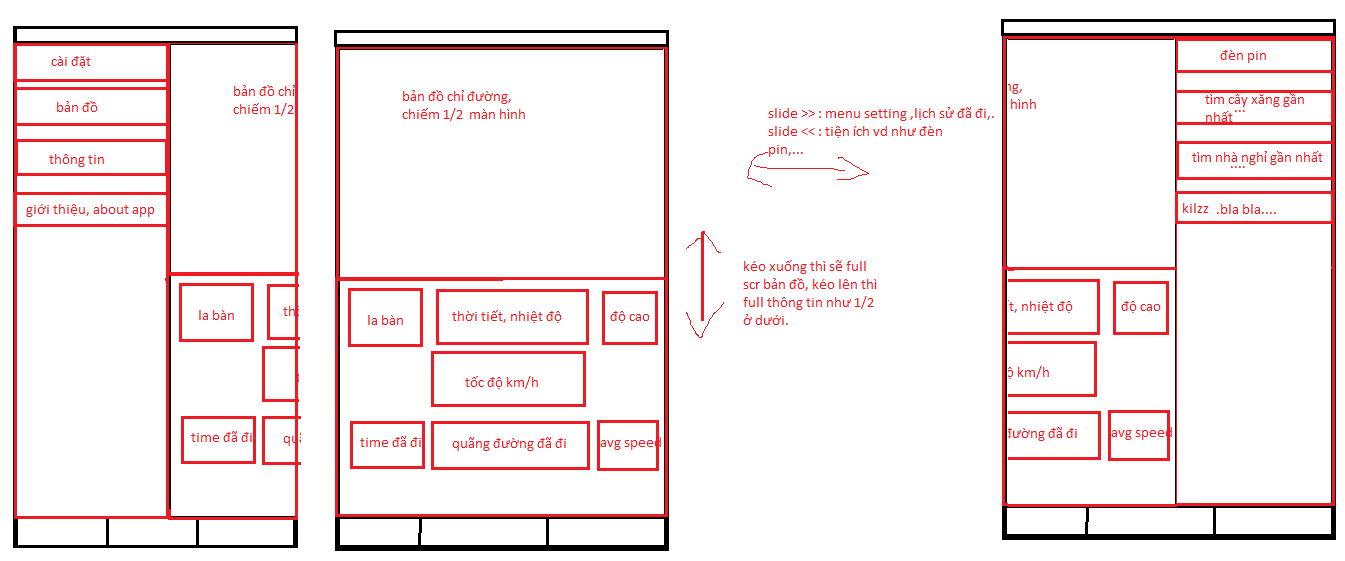 cài đặt
bản đồ
thông tin
giới thiệu, about app
bản đồ chỉ
chiếm 1/2
la bàn
thờ
time đã đi
quã
bản đồ chỉ đường,
chiếm 1/2 màn hình
la bàn
thời tiết, nhiệt độ
độ cao
tốc độ km/h
time đã đi
quãng đường đã đi
avg speed
slide >> : menu setting ,lịch sử đã đi,.
slide << : tiện ích vd như đèn
pin,...
kéo xuống thì sẽ full
scr bản đồ, kéo lên thì
full thông tin như 1/2
ở dưới.
ng,
hình
t, nhiệt độ
độ cao
ộ km/h
đường đã đi
avg speed
đèn pin
tìm cây xăng gần
nhất
...
tìm nhà nghỉ gần nhất
....
kilzz .bla bla....